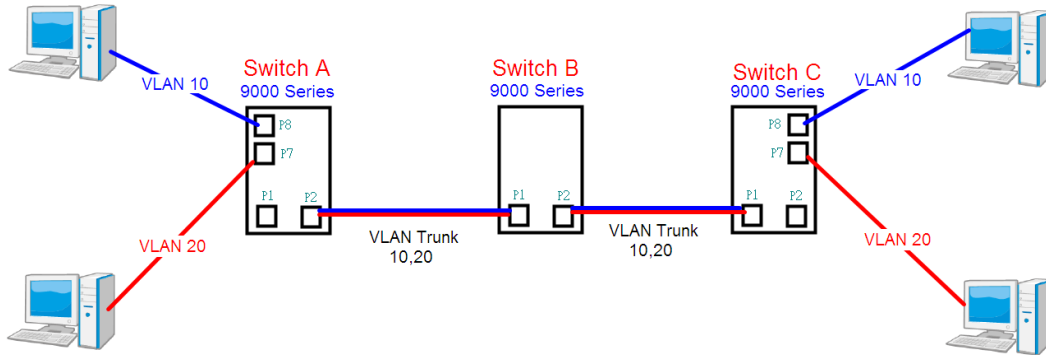 VLAN 10
VLAN 20
Switch A
9000 Series
P8
P7
P1
P2
VLAN Trunk
10,20
Switch B
9000 Series
P1
P2
VLAN Trunk
10,20
Switch C
9000 Series
P8
P7
P1
P2
VLAN 10
VLAN 20